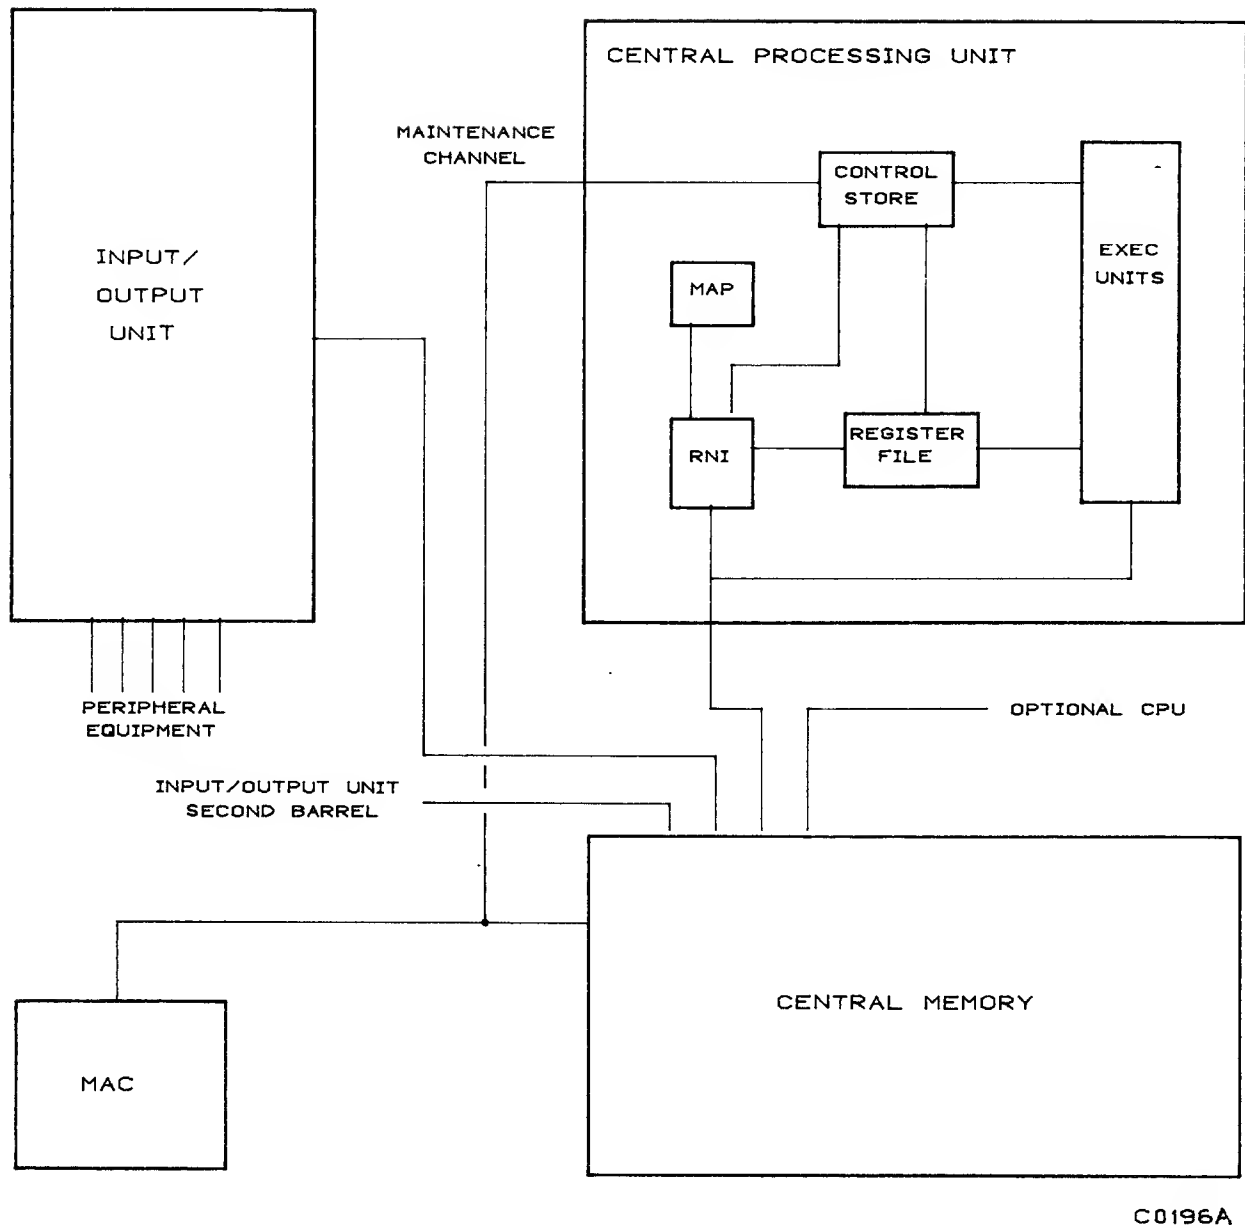 CENTRAL PROCESSING UNIT
MAINTENANCE
CHANNEL
CONTROL
STORE
INPUT/
OUTPUT
UNIT
EXEC
UNITS
MAP
REGISTER
FILE
RNI
PERIPHERAL
EQUIPMENT
OPTIONAL CPU
INPUT/OUTPUT UNIT
SECOND BARREL
CENTRAL MEMORY
MAC
C0196A